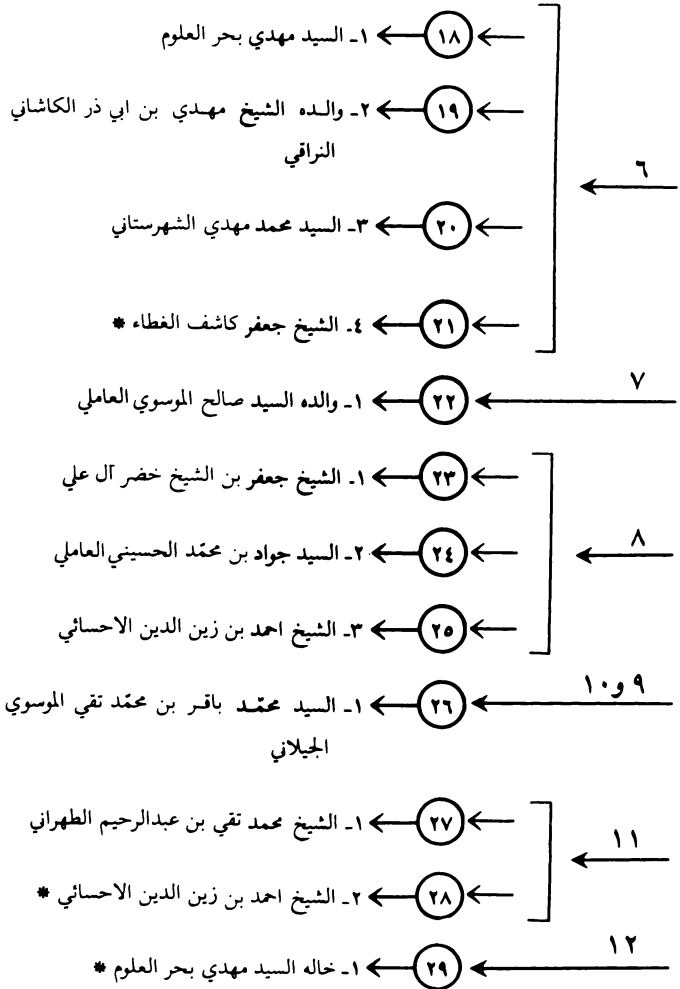 ١٨ ١ـ السيد مهدي بحر العلوم
١٩ ٢ـ والـده الشيخ مهـدي بن ابي ذر الكاشاني
النراقي
٦
٢٠ ٣ـ السيد محمد مهدي الشهرستاني
٢١ ٤ـ الشيخ جعفر كاشف الغطاء *
٧ ٢٢ ١ـ والده السيد صالح الموسوي العاملي
٢٣ ١ـ الشيخ جعفر بن الشيخ خضر آل علي
٨ ٢٤ ٢ـ السيد جواد بن محمّد الحسيني العاملي
٢٥ ٣ـ الشيخ احمد بن زين الدين الاحسائي
٩ و١٠ ٢٦ ١ـ السيد محمّـد باقـر بن محمّد تقي الموسوي
الجيلاني
٢٧ ١ـ الشيخ محمد تقي بن عبدالرحيم الطهراني
١١
٢٨ ٢ـ الشيخ احمد بن زين الدين الاحسائي *
١٢ ٢٩ ١ـ خاله السيد مهدي بحر العلوم *